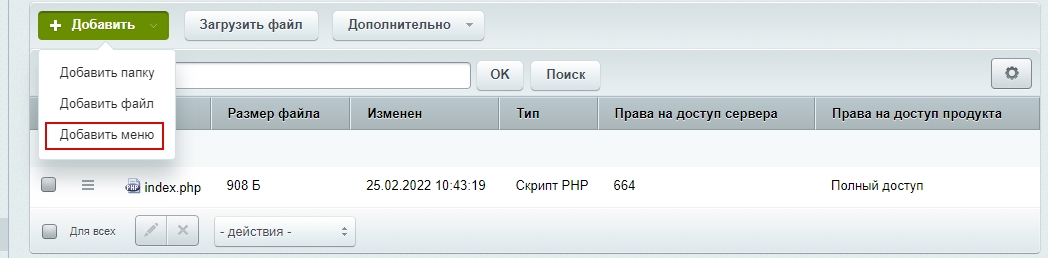 Добавить
Загрузить файл
Дополнительно
Добавить папку
Добавить файл
Добавить меню
OK
Поиск
Размер файла
Изменен
Тип
Права на доступ сервера
Права на доступ продукта
index.php
908 Б
25.02.2022 10:43:19
Скрипт PHP
664
Полный доступ
Для всех
- действия -